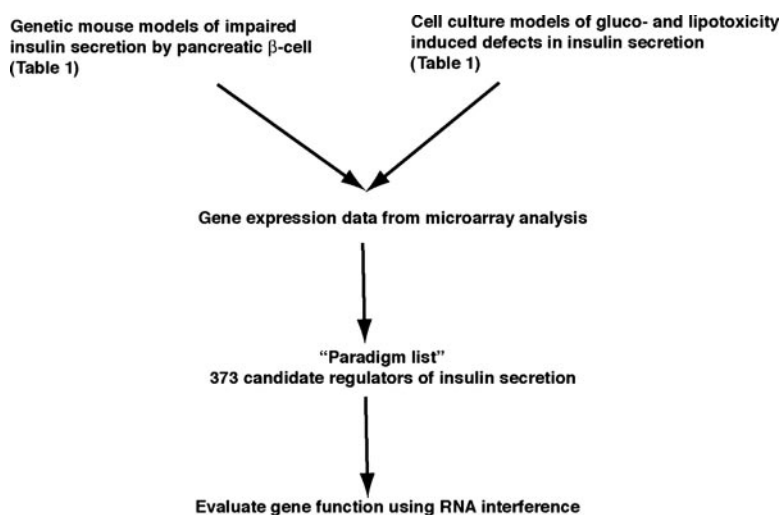 Genetic mouse models of impaired
insulin secretion by pancreatic β-cell
(Table 1)
Cell culture models of gluco- and lipotoxicity
induced defects in insulin secretion
(Table 1)
Gene expression data from microarray analysis
“Paradigm list”
373 candidate regulators of insulin secretion
Evaluate gene function using RNA interference